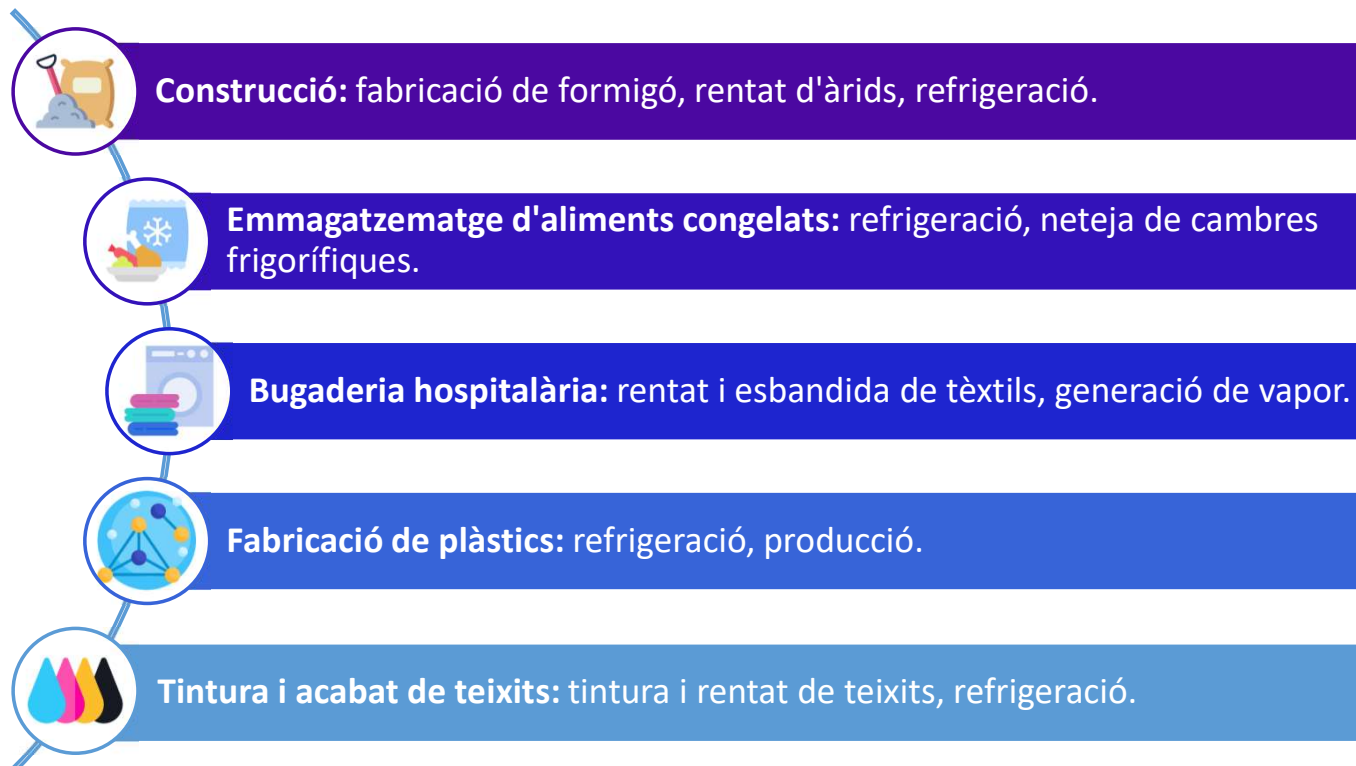 Construcció: fabricació de formigó, rentat d'àrids, refrigeració.
Emmagatzematge d'aliments congelats: refrigeració, neteja de cambres
frigorífiques.
Bugaderia hospitalària: rentat i esbandida de tèxtils, generació de vapor.
Fabricació de plàstics: refrigeració, producció.
Tintura i acabat de teixits: tintura i rentat de teixits, refrigeració.